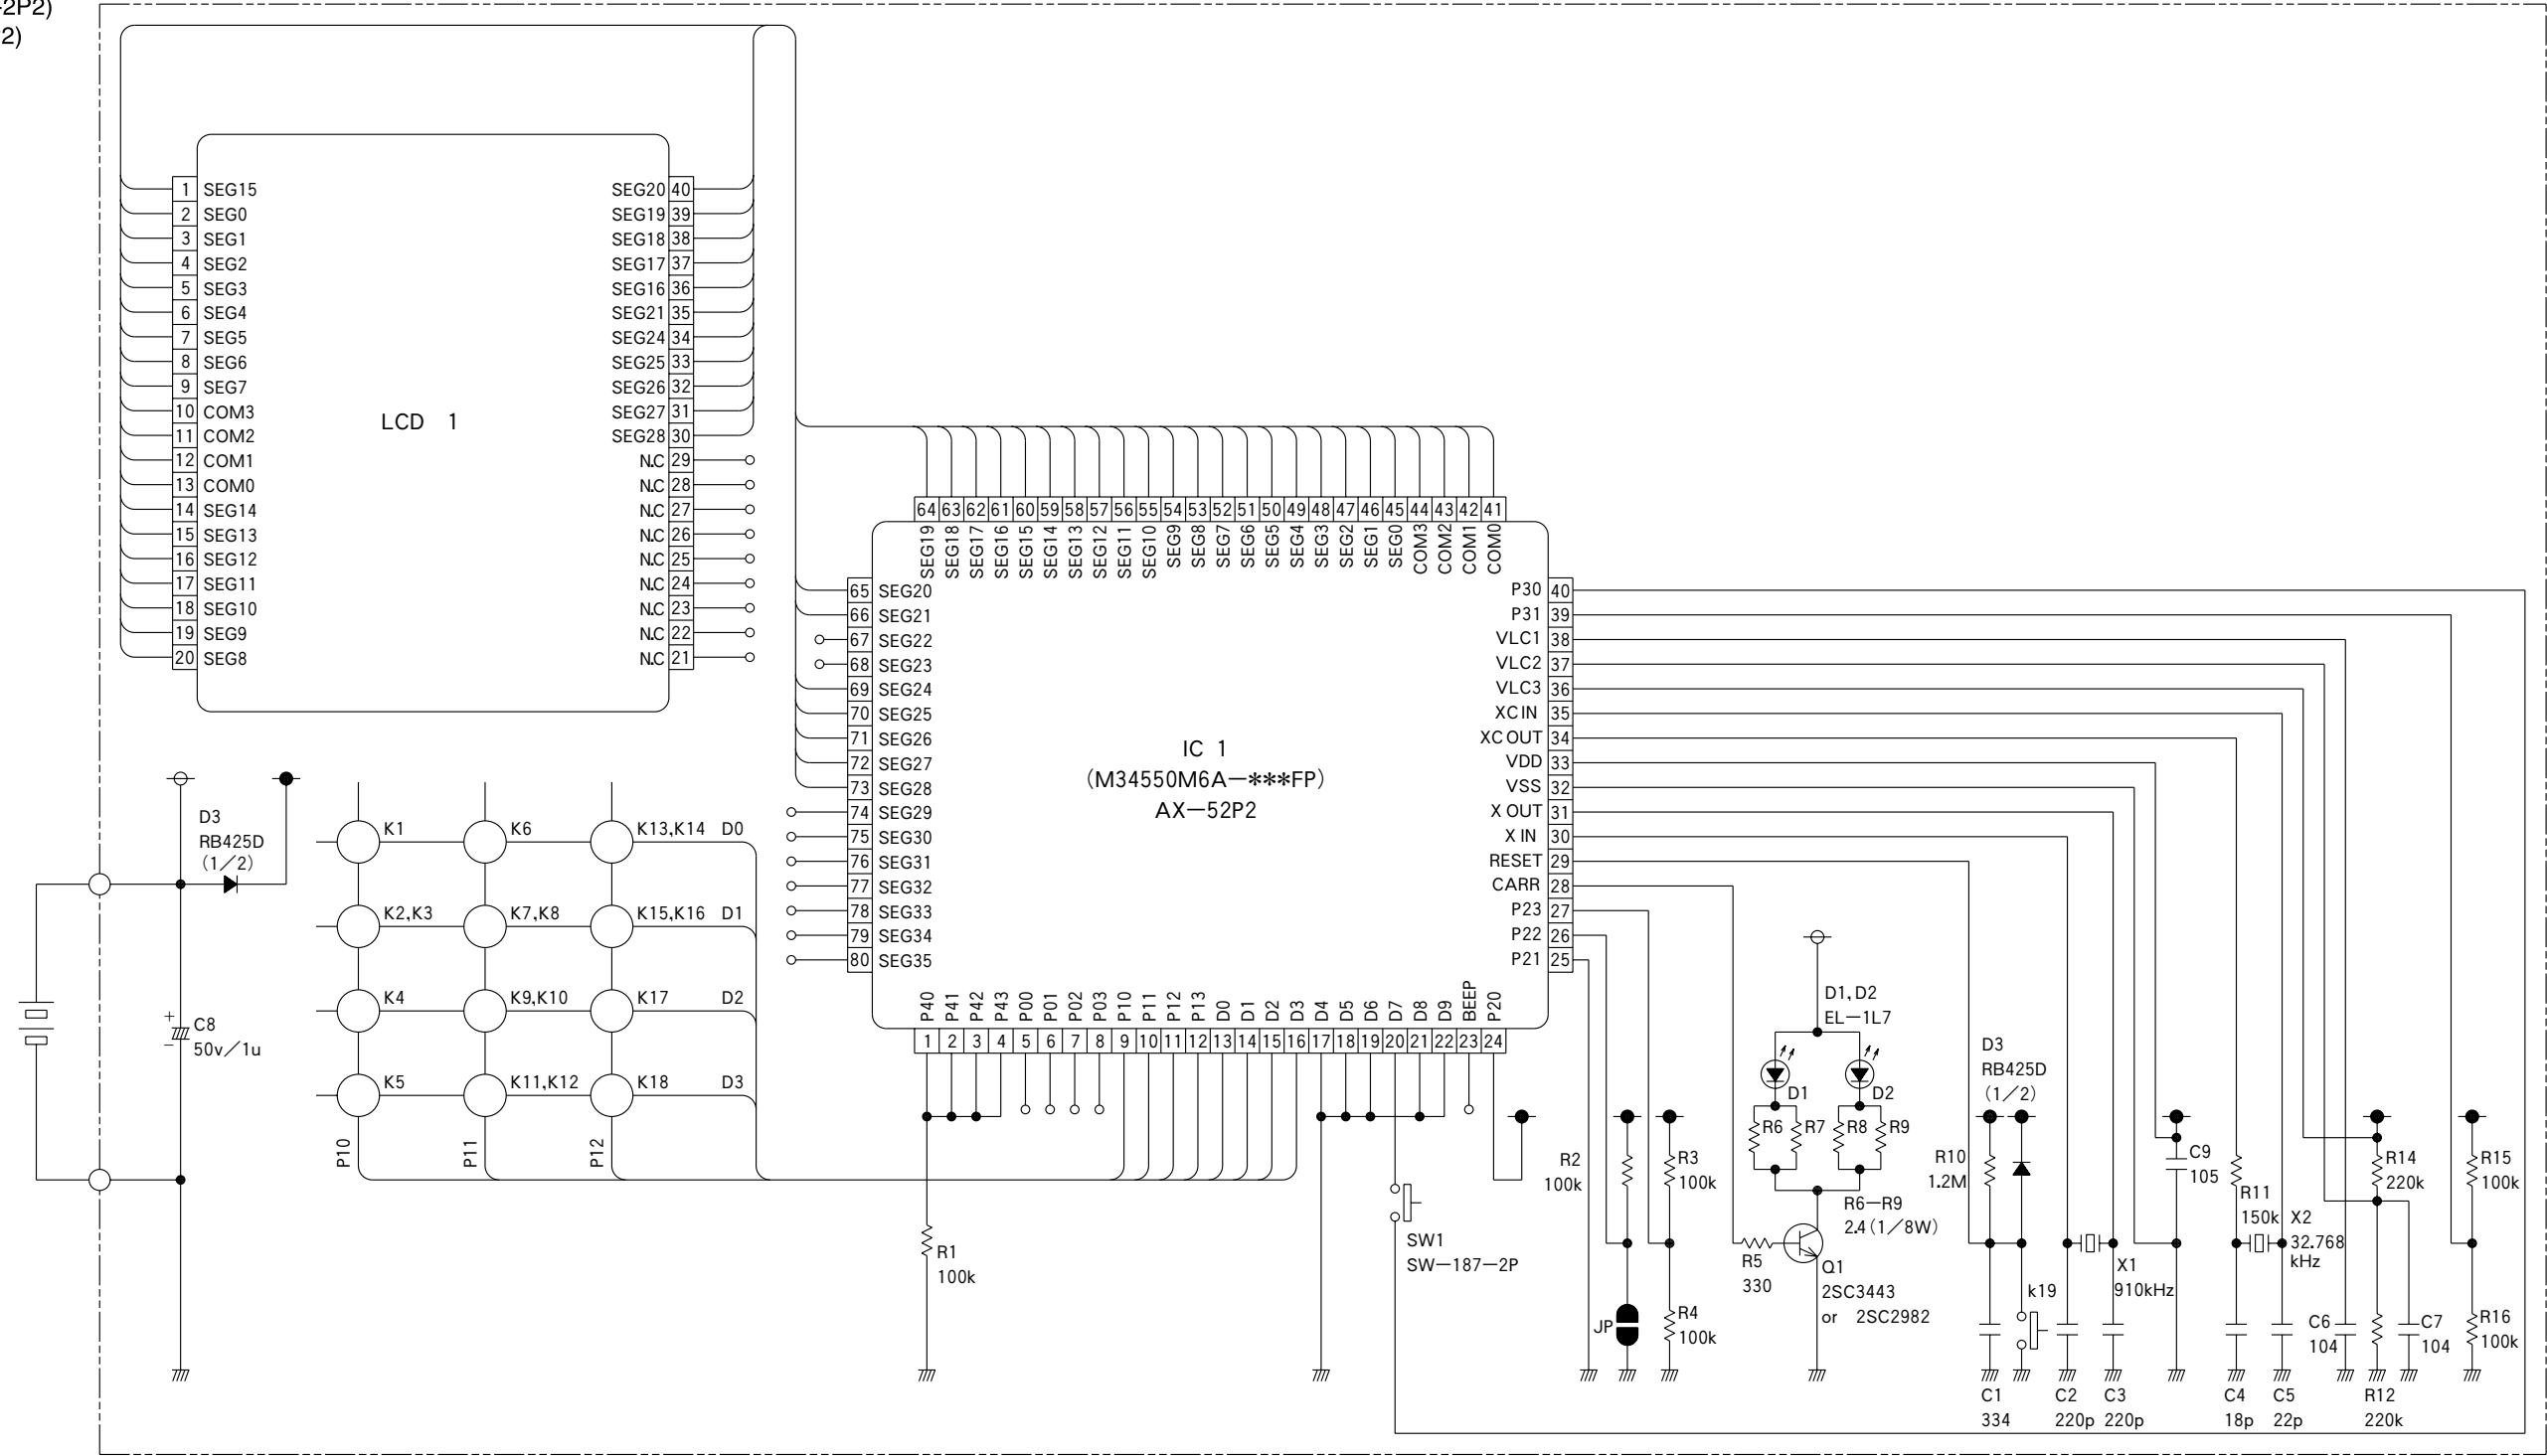 -2P2)
2)
1 SEG15
2 SEG0
3 SEG1
4 SEG2
5 SEG3
6 SEG4
7 SEG5
8 SEG6
9 SEG7
10 COM3
11 COM2
12 COM1
13 COM0
14 SEG14
15 SEG13
16 SEG12
17 SEG11
18 SEG10
19 SEG9
20 SEG8
LCD 1
SEG20 40
SEG19 39
SEG18 38
SEG17 37
SEG16 36
SEG21 35
SEG24 34
SEG25 33
SEG26 32
SEG27 31
SEG28 30
N.C 29
N.C 28
N.C 27
N.C 26
N.C 25
N.C 24
N.C 23
N.C 22
N.C 21
64 63 62 61 60 59 58 57 56 55 54 53 52 51 50 49 48 47 46 45 44 43 42 41
SEG19 SEG18 SEG17 SEG16 SEG15 SEG14 SEG13 SEG12 SEG11 SEG10 SEG9 SEG8 SEG7 SEG6 SEG5 SEG4 SEG3 SEG2 SEG1 SEG0 COM3 COM2 COM1 COM0
65 SEG20
66 SEG21
67 SEG22
68 SEG23
69 SEG24
70 SEG25
71 SEG26
72 SEG27
73 SEG28
74 SEG29
75 SEG30
76 SEG31
77 SEG32
78 SEG33
79 SEG34
80 SEG35
IC 1
(M34550M6A—***FP)
AX—52P2
P30 40
P31 39
VLC1 38
VLC2 37
VLC3 36
XCIN 35
XCOUT 34
VDD 33
VSS 32
X OUT 31
X IN 30
RESET 29
CARR 28
P23 27
P22 26
P21 25
P40 P41 P42 P43 P00 P01 P02 P03 P10 P11 P12 P13 D0 D1 D2 D3 D4 D5 D6 D7 D8 D9 BEEP P20
1 2 3 4 5 6 7 8 9 10 11 12 13 14 15 16 17 18 19 20 21 22 23 24
D3
RB425D
(1/2)
+
C8
−
50v/1u
K1 K6 K13,K14 D0
K2,K3 K7,K8 K15,K16 D1
K4 K9,K10 K17 D2
K5 K11,K12 K18 D3
P10 P11 P12
R1
100k
SW1
SW—187—2P
R2
100k
R3
100k
JP
R4
100k
D1,D2
EL—1L7
D1 D2
R6 R7 R8 R9
R6—R9
2.4(1/8W)
R5
330
Q1
2SC3443
or 2SC2982
D3
RB425D
(1/2)
R10
1.2M
k19
C1
334
X1
910kHz
C2
220p
C3
220p
C9
105
R11
150k
X2
32.768
kHz
C4
18p
C5
22p
C6
104
R14
220k
C7
104
R12
220k
R15
100k
R16
100k